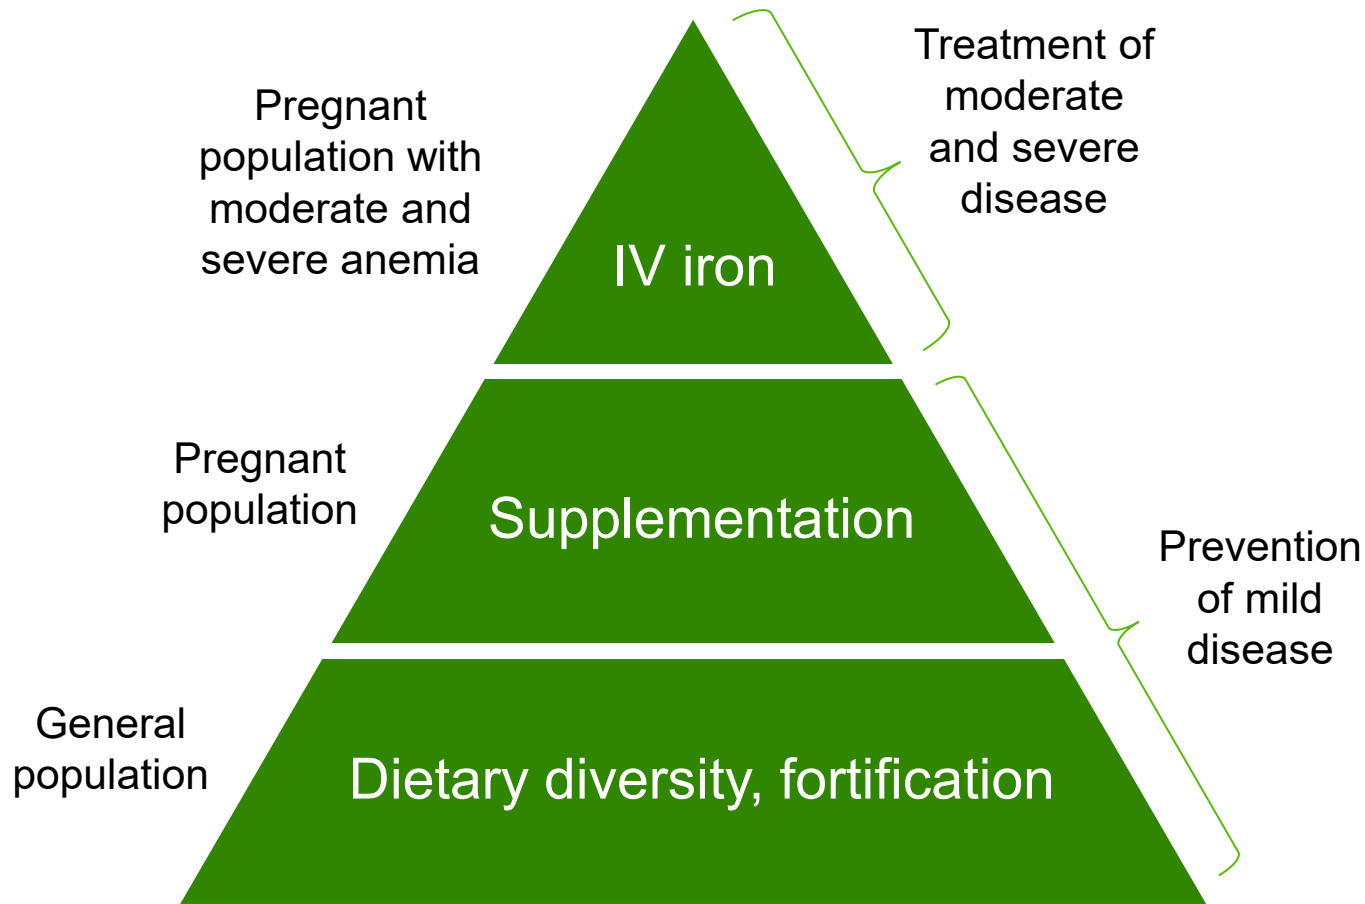 Treatment of
moderate
and severe
disease
Pregnant
population with
moderate and
severe anemia
IV iron
Pregnant
population
Supplementation
Prevention
of mild
disease
General
population
Dietary diversity, fortification